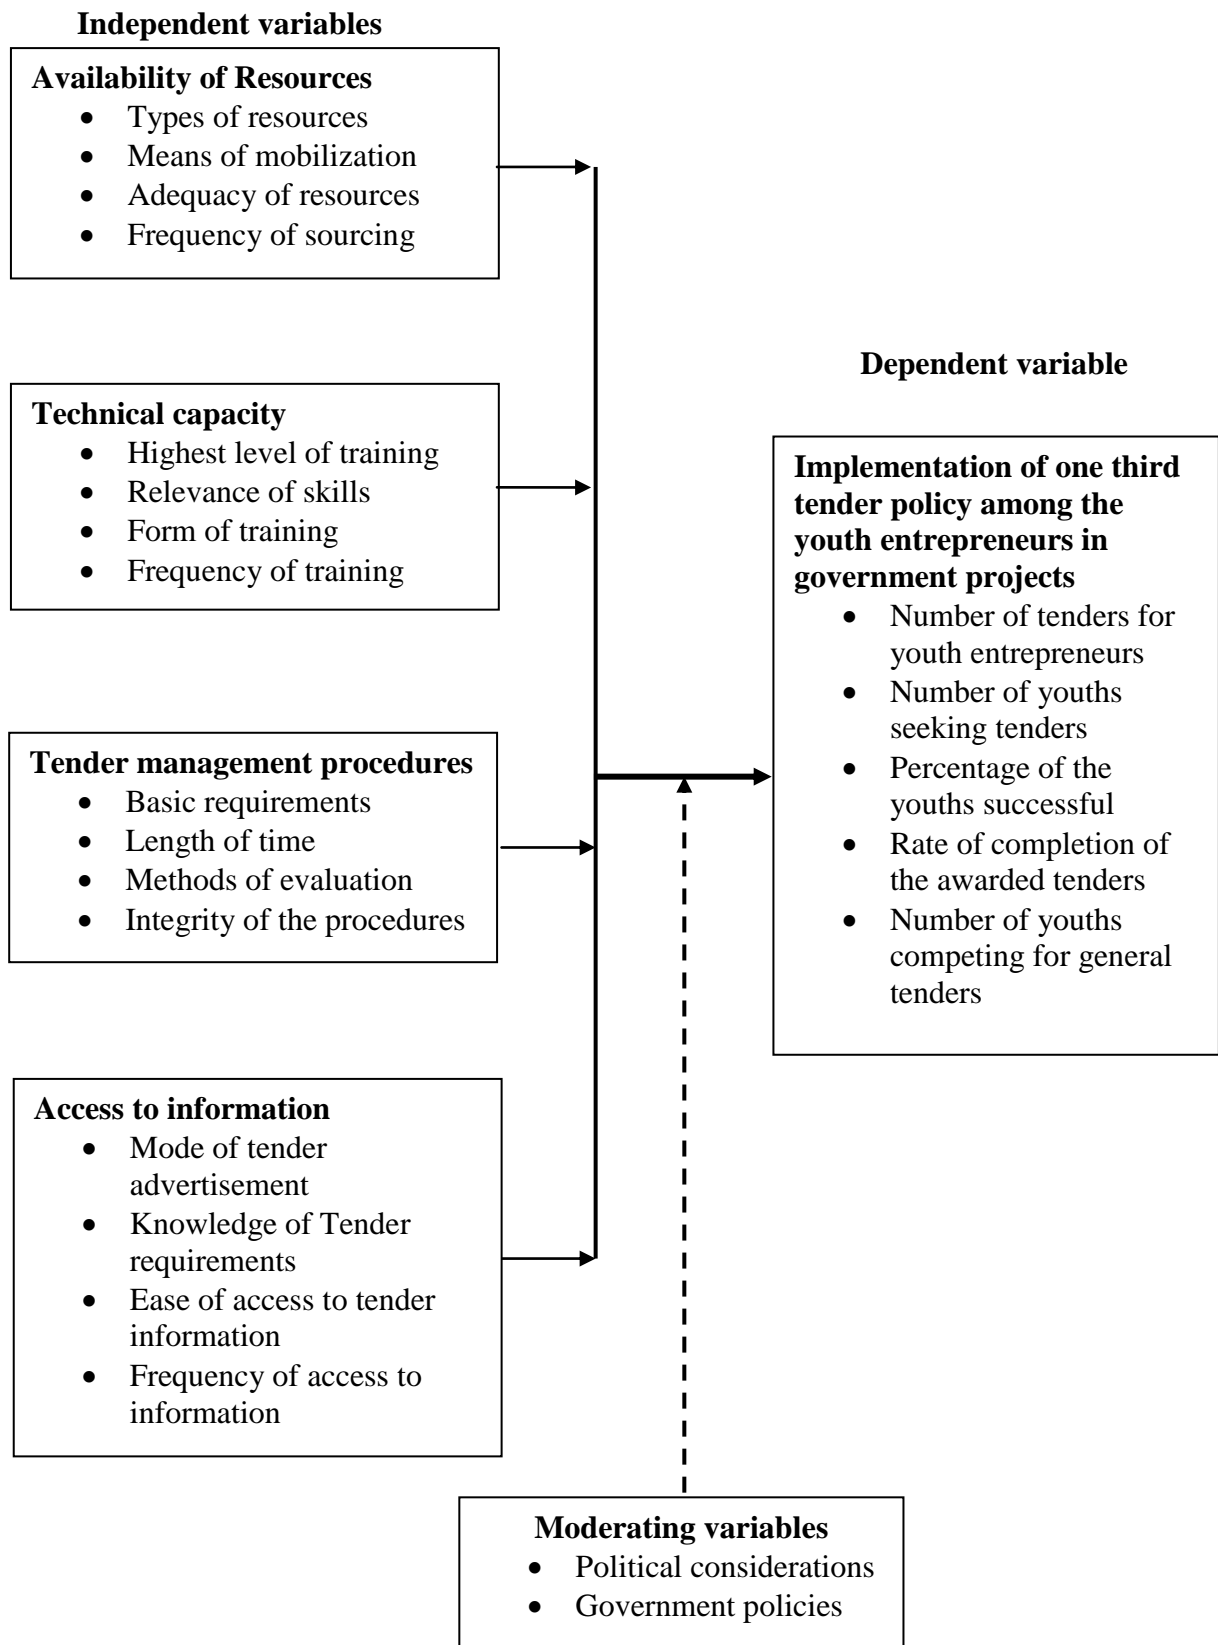 Independent variables
Availability of Resources
• Types of resources
• Means of mobilization
• Adequacy of resources
• Frequency of sourcing
Technical capacity
• Highest level of training
• Relevance of skills
• Form of training
• Frequency of training
Tender management procedures
• Basic requirements
• Length of time
• Methods of evaluation
• Integrity of the procedures
Access to information
• Mode of tender
advertisement
• Knowledge of Tender
requirements
• Ease of access to tender
information
• Frequency of access to
information
Dependent variable
Implementation of one third
tender policy among the
youth entrepreneurs in
government projects
• Number of tenders for
youth entrepreneurs
• Number of youths
seeking tenders
• Percentage of the
youths successful
• Rate of completion of
the awarded tenders
• Number of youths
competing for general
tenders
Moderating variables
• Political considerations
• Government policies